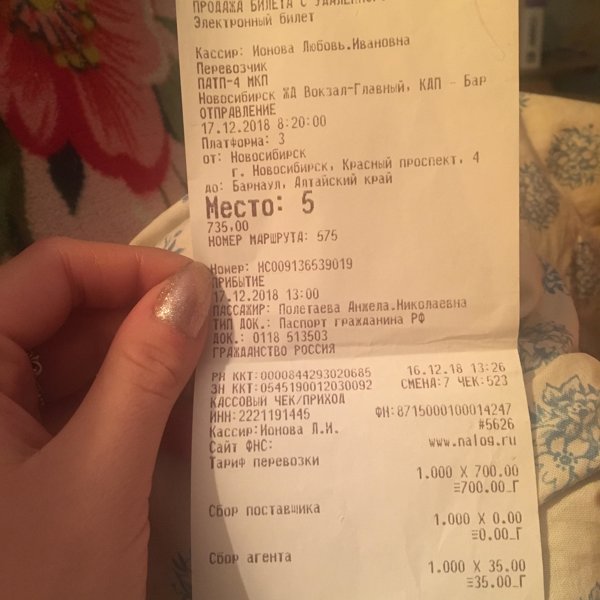 ПРОДАЖА БИЛЕТА С УДАЛЕННОГО
Электронный билет
Кассир: Ионова Любовь.Ивановна
Перевозчик
ПАТП-4 МКП
Новосибирск ЖД Вокзал-Главный, КАП - Бар
ОТПРАВЛЕНИЕ
17.12.2018 8:20:00
Платформа: 3
от: Новосибирск
г. Новосибирск, Красный проспект, 4
до: Барнаул, Алтайский край
Место: 5
735,00
НОМЕР МАРШРУТА: 575
Номер: НС009136539019
ПРИБЫТИЕ
17.12.2018 13:00
ПАССАЖИР: Полетаева Анжела.Николаевна
ТИП ДОК.: Паспорт гражданина РФ
ДОК.: 0118 513503
ГРАЖДАНСТВО РОССИЯ
РН ККТ:0000844293020685 16.12.18 13:26
ЗН ККТ:0545190012030092 СМЕНА:7 ЧЕК:523
КАССОВЫЙ ЧЕК/ПРИХОД
ИНН:2221191445 ФН:8715000100014247
Кассир:Ионова Л.И. #5626
Сайт ФНС: www.nalog.ru
Тариф перевозки
1.000 X 700.00
=700.00_Г
Сбор поставщика
1.000 X 0.00
=0.00_Г
Сбор агента
1.000 X 35.00
=35.00_Г